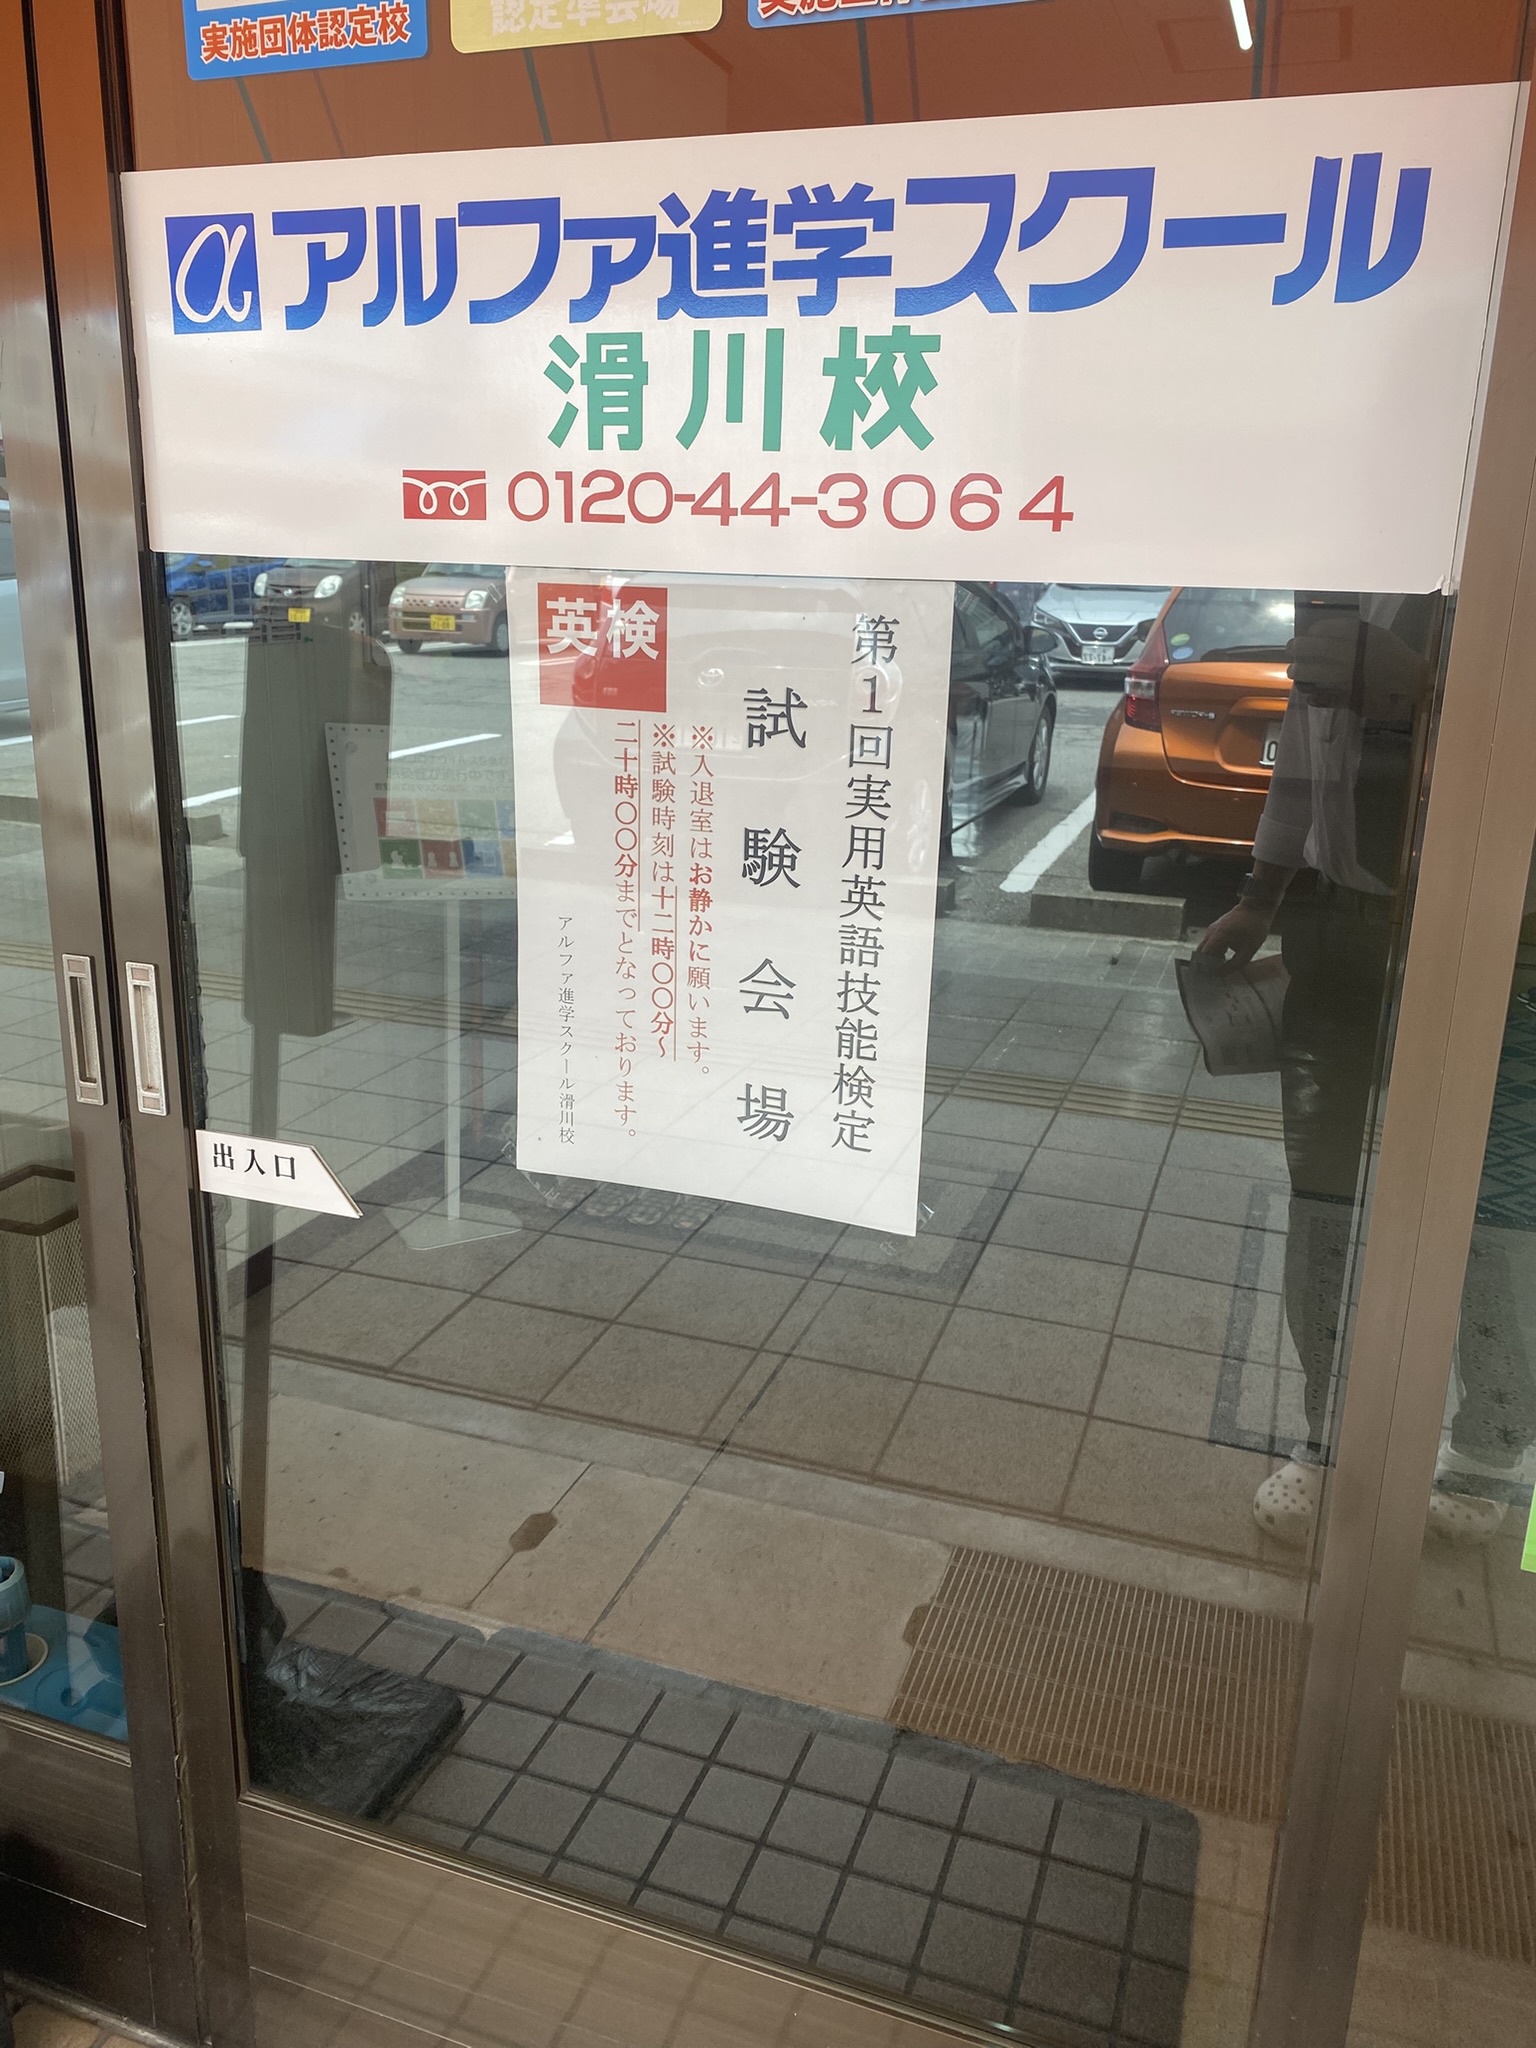 実施団体認定校
認定準会場
α アルファ進学スクール
滑川校
0120-44-3064
英検
第1回実用英語技能検定
試験会場
※入退室はお静かに願います。
※試験時刻は十二時〇〇分～
二十時〇〇分までとなっております。
アルファ進学スクール滑川校
出入口